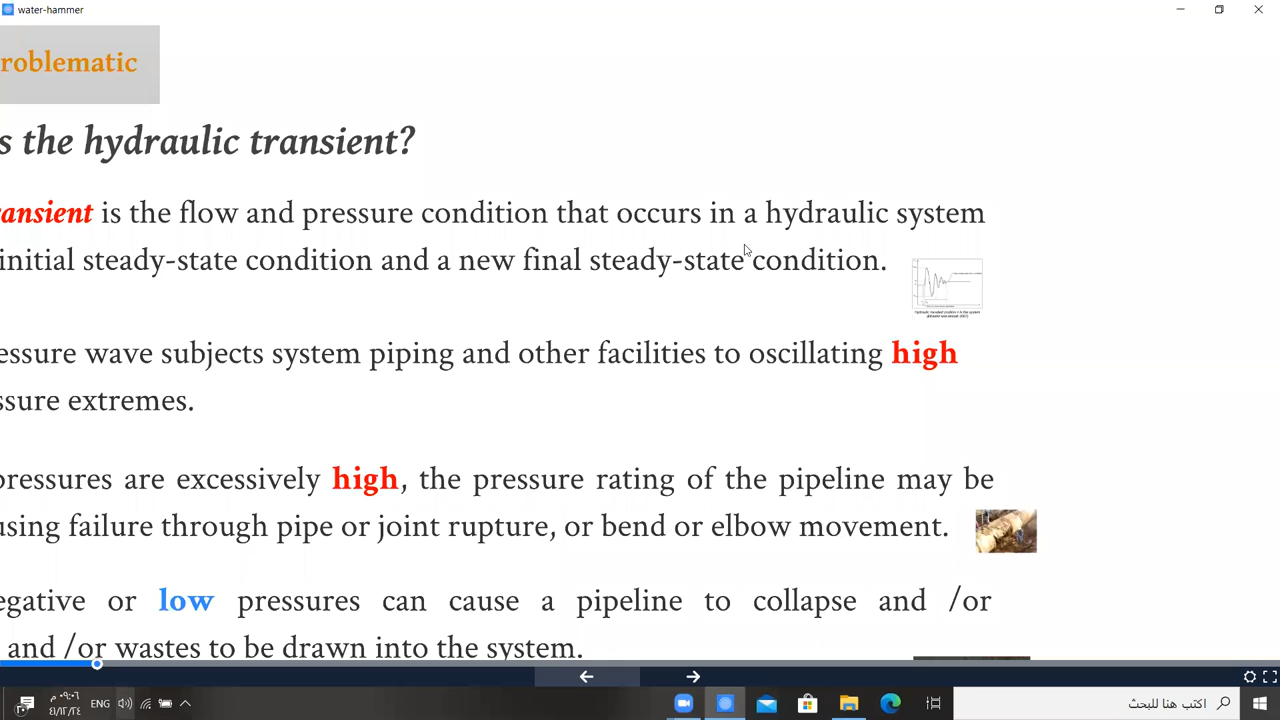 water-hammer
roblematic
s the hydraulic transient?
ansient is the flow and pressure condition that occurs in a hydraulic system
initial steady-state condition and a new final steady-state condition.
essure wave subjects system piping and other facilities to oscillating high
ssure extremes.
pressures are excessively high, the pressure rating of the pipeline may be
using failure through pipe or joint rupture, or bend or elbow movement.
egative or low pressures can cause a pipeline to collapse and /or
and /or wastes to be drawn into the system.
ENG
٠٩:٠٦ م
اكتب هنا للبحث